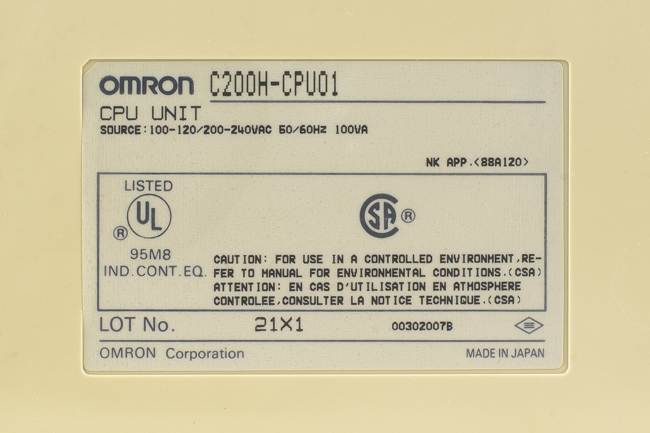 OMRON C200H-CPU01
CPU UNIT
SOURCE:100-120/200-240VAC 50/60Hz 100VA
NK APP.<88A120>
LISTED
UL ®
95M8
IND.CONT.EQ.
SA ®
CAUTION: FOR USE IN A CONTROLLED ENVIRONMENT,RE-
FER TO MANUAL FOR ENVIRONMENTAL CONDITIONS.(CSA)
ATTENTION: EN CAS D'UTILISATION EN ATMOSPHERE
CONTROLEE,CONSULTER LA NOTICE TECHNIQUE.(CSA)
LOT No. 21X1 00302007B
OMRON Corporation MADE IN JAPAN